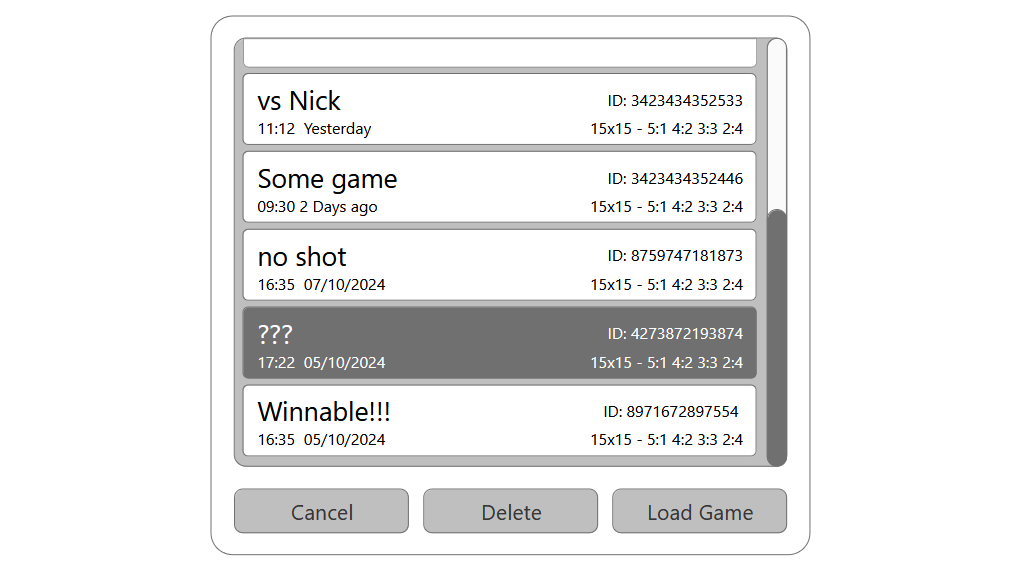 vs Nick ID: 3423434352533
11:12 Yesterday 15x15 - 5:1 4:2 3:3 2:4
Some game ID: 3423434352446
09:30 2 Days ago 15x15 - 5:1 4:2 3:3 2:4
no shot ID: 8759747181873
16:35 07/10/2024 15x15 - 5:1 4:2 3:3 2:4
??? ID: 4273872193874
17:22 05/10/2024 15x15 - 5:1 4:2 3:3 2:4
Winnable!!! ID: 8971672897554
16:35 05/10/2024 15x15 - 5:1 4:2 3:3 2:4
Cancel Delete Load Game